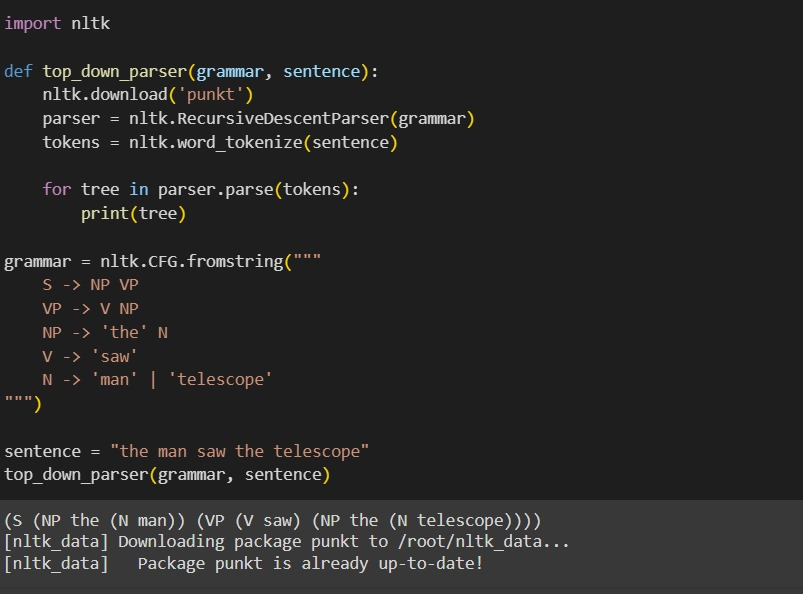 import nltk
def top_down_parser(grammar, sentence):
    nltk.download('punkt')
    parser = nltk.RecursiveDescentParser(grammar)
    tokens = nltk.word_tokenize(sentence)
    for tree in parser.parse(tokens):
        print(tree)
grammar = nltk.CFG.fromstring("""
    S -> NP VP
    VP -> V NP
    NP -> 'the' N
    V -> 'saw'
    N -> 'man' | 'telescope'
""")
sentence = "the man saw the telescope"
top_down_parser(grammar, sentence)
(S (NP the (N man)) (VP (V saw) (NP the (N telescope))))
[nltk_data] Downloading package punkt to /root/nltk_data...
[nltk_data]   Package punkt is already up-to-date!